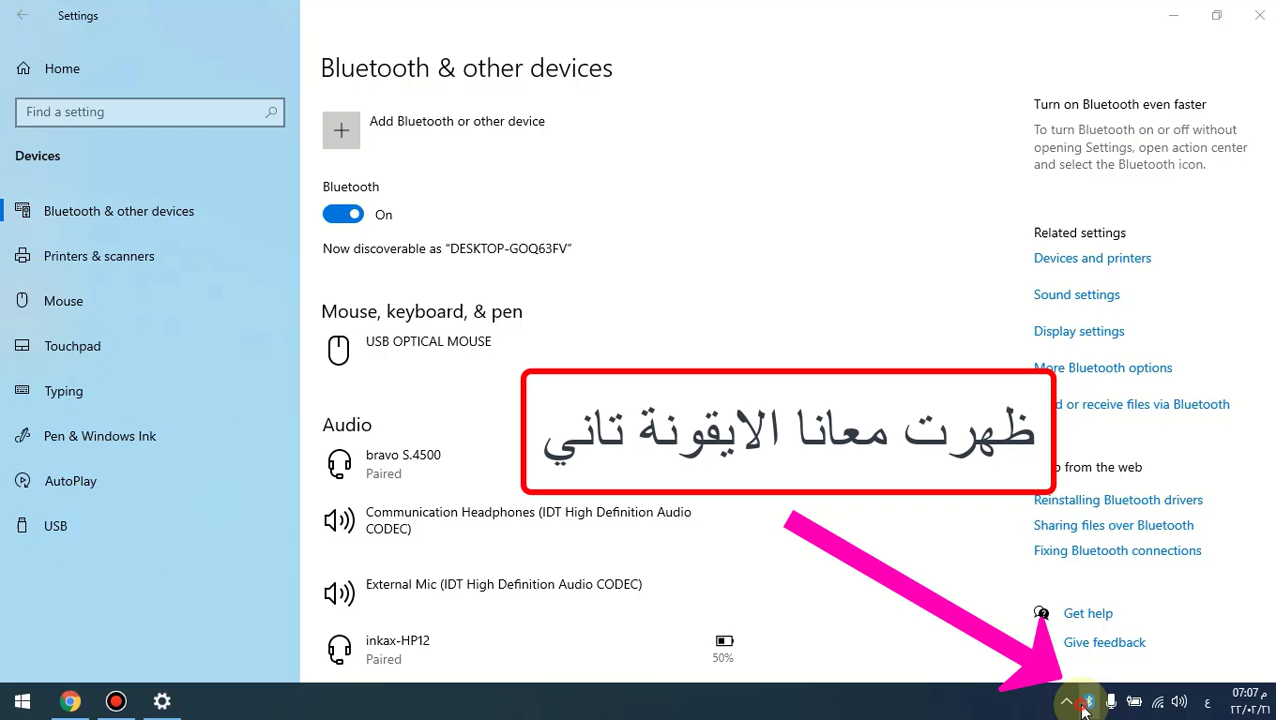 Settings
Home
Find a setting
Devices
Bluetooth & other devices
Printers & scanners
Mouse
Touchpad
Typing
Pen & Windows Ink
AutoPlay
USB
Bluetooth & other devices
Add Bluetooth or other device
Bluetooth
On
Now discoverable as "DESKTOP-GOQ63FV"
Mouse, keyboard, & pen
USB OPTICAL MOUSE
Audio
bravo S.4500
Paired
Communication Headphones (IDT High Definition Audio
CODEC)
External Mic (IDT High Definition Audio CODEC)
inkax-HP12
Paired
50%
ظهرت معانا الايقونة تاني
Turn on Bluetooth even faster
To turn Bluetooth on or off without
opening Settings, open action center
and select the Bluetooth icon.
Related settings
Devices and printers
Sound settings
Display settings
More Bluetooth options
or receive files via Bluetooth
from the web
Reinstalling Bluetooth drivers
Sharing files over Bluetooth
Fixing Bluetooth connections
Get help
Give feedback
ع
07:07 م
٢٢/٠٢/٢١